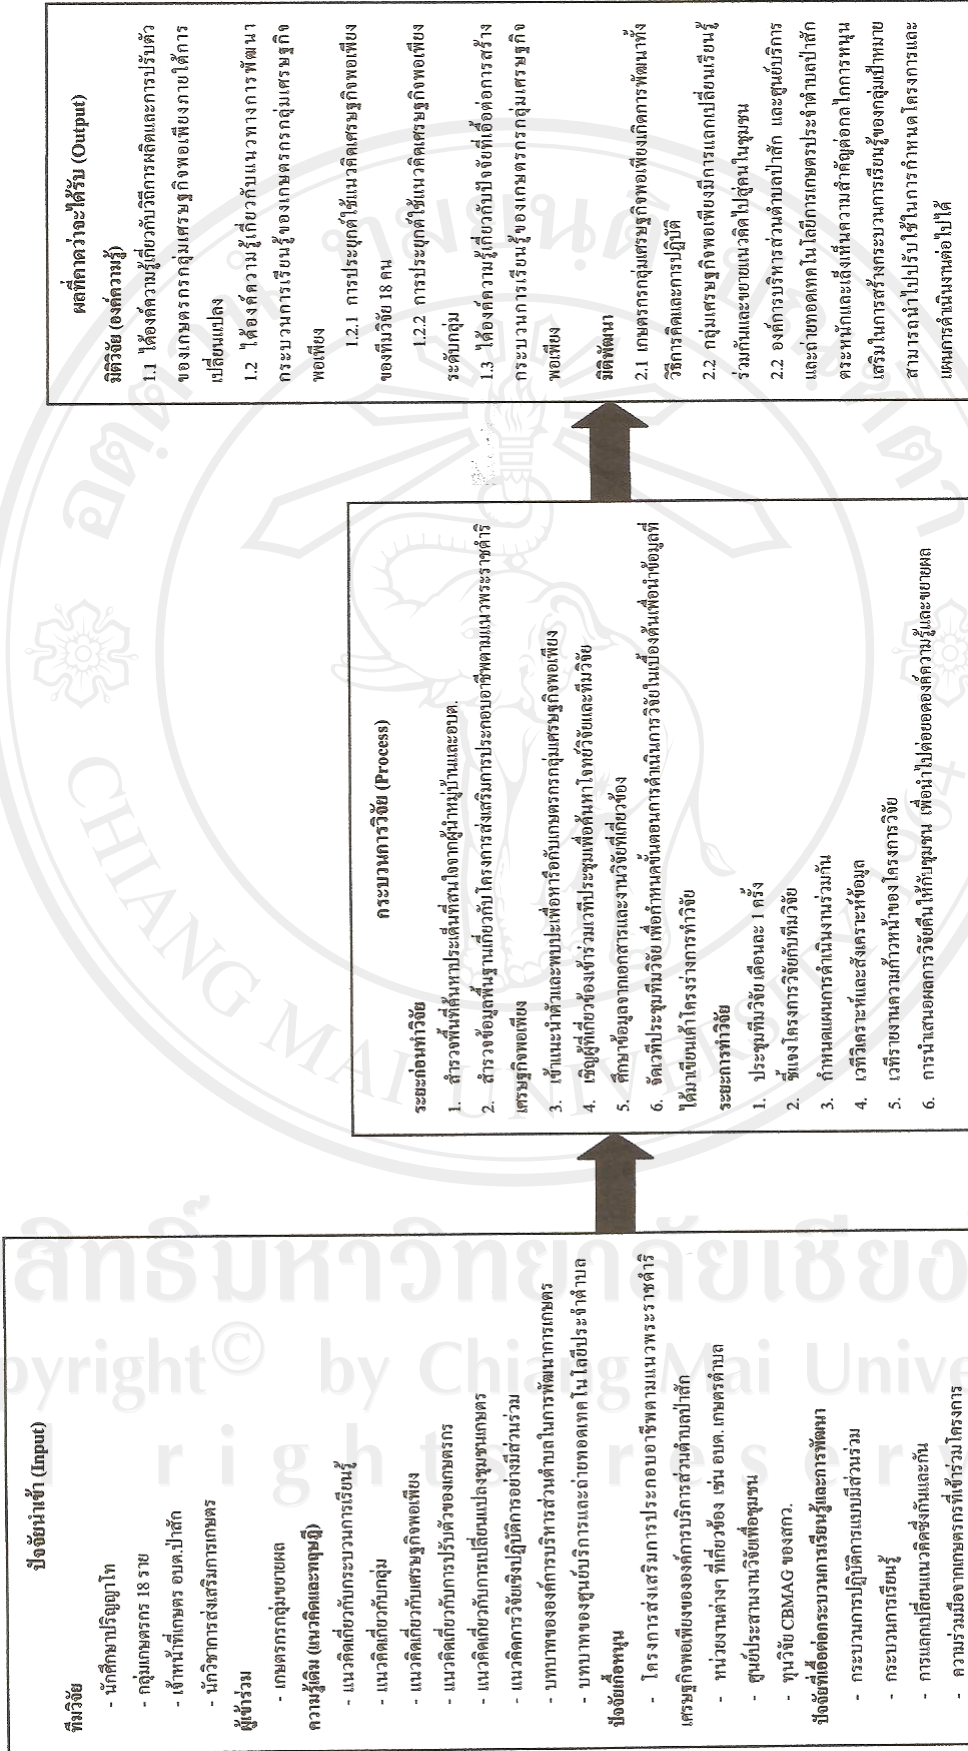 ปัจจัยนำเข้า (Input)
ทีมวิจัย
- นักศึกษาปริญญาโท
- กลุ่มเกษตรกร 18 ราย
- เจ้าหน้าที่เกษตร อบต.ป่าสัก
- นักวิชาการส่งเสริมการเกษตร
ผู้เข้าร่วม
- เกษตรกรกลุ่มขยายผล
ความรู้เดิม (แนวคิดและทฤษฎี)
- แนวคิดเกี่ยวกับกระบวนการเรียนรู้
- แนวคิดเกี่ยวกับกลุ่ม
- แนวคิดเกี่ยวกับเศรษฐกิจพอเพียง
- แนวคิดเกี่ยวกับการปรับตัวของเกษตรกร
- แนวคิดเกี่ยวกับการเปลี่ยนแปลงชุมชนเกษตร
- แนวคิดการวิจัยเชิงปฏิบัติการอย่างมีส่วนร่วม
- บทบาทขององค์การบริหารส่วนตำบลในการพัฒนาการเกษตร
- บทบาทของศูนย์บริการและถ่ายทอดเทคโนโลยีประจำตำบล
ปัจจัยเกื้อหนุน
- โครงการส่งเสริมการประกอบอาชีพตามแนวพระราชดำริ
เศรษฐกิจพอเพียงขององค์การบริการส่วนตำบลป่าสัก
- หน่วยงานต่างๆ ที่เกี่ยวข้อง เช่น อบต. เกษตรตำบล
- ศูนย์ประสานงานวิจัยเพื่อชุมชน
- ทุนวิจัย CBMAG ของสกว.
ปัจจัยที่เอื้อต่อกระบวนการเรียนรู้และการพัฒนา
- กระบวนการปฏิบัติการแบบมีส่วนร่วม
- กระบวนการเรียนรู้
- การแลกเปลี่ยนแนวคิดซึ่งกันและกัน
- ความร่วมมือจากเกษตรกรที่เข้าร่วมโครงการ
กระบวนการวิจัย (Process)
ระยะก่อนทำวิจัย
1. สำรวจพื้นที่ค้นหาประเด็นที่สนใจจากผู้นำหมู่บ้านและอบต.
2. สำรวจข้อมูลพื้นฐานเกี่ยวกับโครงการส่งเสริมการประกอบอาชีพตามแนวพระราชดำริ
เศรษฐกิจพอเพียง
3. เข้าแนะนำตัวและพบปะเพื่อหารือกับเกษตรกรกลุ่มเศรษฐกิจพอเพียง
4. เชิญผู้ที่เกี่ยวข้องเข้าร่วมเวทีประชุมเพื่อค้นหาโจทย์วิจัยและทีมวิจัย
5. ศึกษาข้อมูลจากเอกสารและงานวิจัยที่เกี่ยวข้อง
6. จัดเวทีประชุมทีมวิจัย เพื่อกำหนดขั้นตอนการดำเนินการวิจัยในเบื้องต้นเพื่อนำข้อมูลที่
ได้มาเขียนเค้าโครงร่างการทำวิจัย
ระยะการทำวิจัย
1. ประชุมทีมวิจัย เดือนละ 1 ครั้ง
2. ชี้แจงโครงการวิจัยกับทีมวิจัย
3. กำหนดแผนการดำเนินงานร่วมกัน
4. เวทีวิเคราะห์และสังเคราะห์ข้อมูล
5. เวทีรายงานความก้าวหน้าของโครงการวิจัย
6. การนำเสนอผลการวิจัยคืนให้กับชุมชน เพื่อนำไปต่อยอดองค์ความรู้และขยายผล
ผลที่คาดว่าจะได้รับ (Output)
มิติวิจัย (องค์ความรู้)
1.1 ได้องค์ความรู้เกี่ยวกับวิถีการผลิตและการปรับตัว
ของเกษตรกรกลุ่มเศรษฐกิจพอเพียงภายใต้การ
เปลี่ยนแปลง
1.2 ได้องค์ความรู้เกี่ยวกับแนวทางการพัฒนา
กระบวนการเรียนรู้ของเกษตรกรกลุ่มเศรษฐกิจ
พอเพียง
1.2.1 การประยุกต์ใช้แนวคิดเศรษฐกิจพอเพียง
ของทีมวิจัย 18 คน
1.2.2 การประยุกต์ใช้แนวคิดเศรษฐกิจพอเพียง
ระดับกลุ่ม
1.3 ได้องค์ความรู้เกี่ยวกับปัจจัยที่เอื้อต่อการสร้าง
กระบวนการเรียนรู้ของเกษตรกรกลุ่มเศรษฐกิจ
พอเพียง
มิติพัฒนา
2.1 เกษตรกรกลุ่มเศรษฐกิจพอเพียงเกิดการพัฒนาทั้ง
วิธีการคิดและการปฏิบัติ
2.2 กลุ่มเศรษฐกิจพอเพียงมีการแลกเปลี่ยนเรียนรู้
ร่วมกันและขยายแนวคิดไปสู่คนในชุมชน
2.2 องค์การบริหารส่วนตำบลป่าสัก และศูนย์บริการ
และถ่ายทอดเทคโนโลยีการเกษตรประจำตำบลป่าสัก
ตระหนักและเล็งเห็นความสำคัญต่อกลไกการหนุน
เสริมในการสร้างกระบวนการเรียนรู้ของกลุ่มเป้าหมาย
สามารถนำไปปรับใช้ในการกำหนดโครงการและ
แผนการดำเนินงานต่อไปได้
CHIANG MAI UNIVERSITY
สิทธิ์มหาวิทยาลัยเชียง
pyright © by Chiang Mai Unive
rights reser